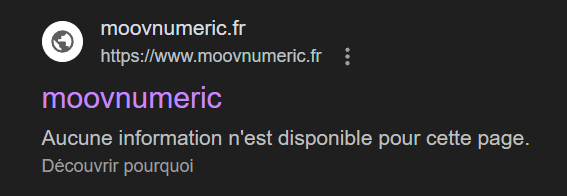 moovnumeric.fr
https://www.moovnumeric.fr
moovnumeric
Aucune information n'est disponible pour cette page.
Découvrir pourquoi